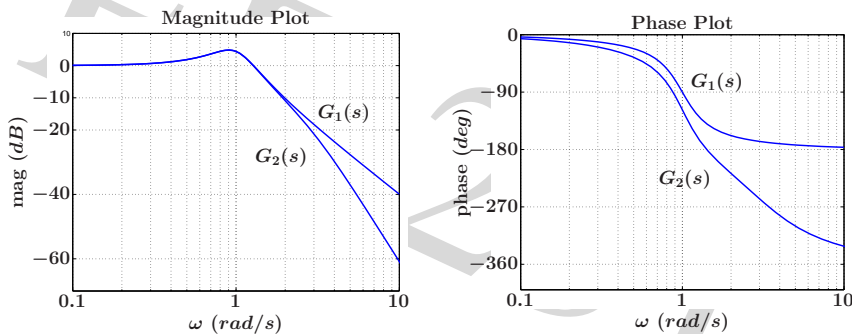 Magnitude Plot
10
0
−10
−20
−40
−60
mag (dB)
G₁(s)
G₂(s)
0.1
1
10
ω (rad/s)
Phase Plot
0
−90
−180
−270
−360
phase (deg)
G₁(s)
G₂(s)
0.1
1
10
ω (rad/s)